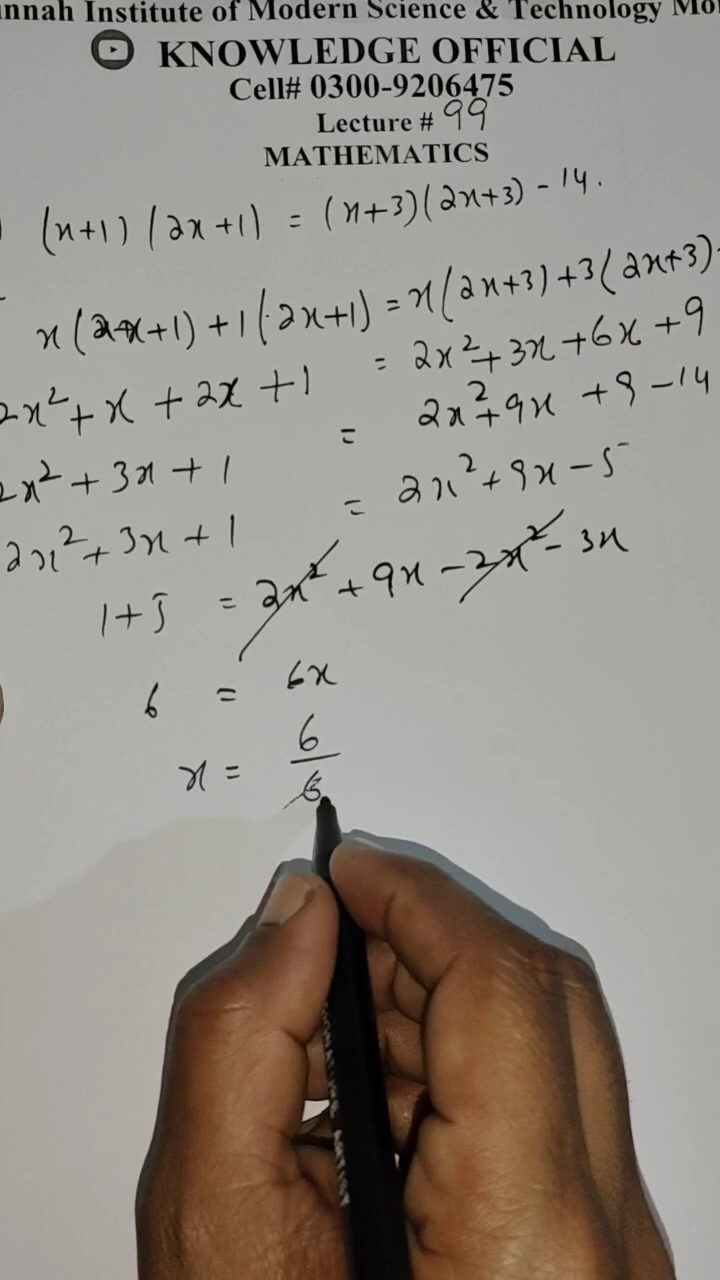 nnah Institute of Modern Science & Technology Mo
KNOWLEDGE OFFICIAL
Cell# 0300-9206475
Lecture # 99
MATHEMATICS
) (x+1) (2x+1) = (x+3)(2x+3) - 14.
x(2x+1) + 1(2x+1) = x(2x+3) + 3(2x+3)-
2x² + x + 2x + 1 = 2x² + 3x + 6x + 9
2x² + 3x + 1 = 2x² + 9x + 9 - 14
2x² + 3x + 1 = 2x² + 9x - 5
1+5 = 2x² + 9x - 2x² - 3x
6 = 6x
x = 6/6